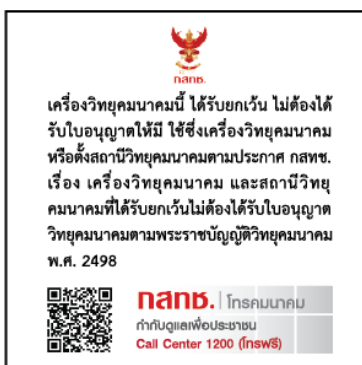 กสทช.
เครื่องวิทยุคมนาคมนี้ ได้รับยกเว้น ไม่ต้องได้
รับใบอนุญาตให้มี ใช้ซึ่งเครื่องวิทยุคมนาคม
หรือตั้งสถานีวิทยุคมนาคมตามประกาศ กสทช.
เรื่อง เครื่องวิทยุคมนาคม และสถานีวิทยุ
คมนาคมที่ได้รับยกเว้นไม่ต้องได้รับใบอนุญาต
วิทยุคมนาคมตามพระราชบัญญัติวิทยุคมนาคม
พ.ศ. 2498
กสทช. | โทรคมนาคม
กำกับดูแลเพื่อประชาชน
Call Center 1200 (โทรฟรี)